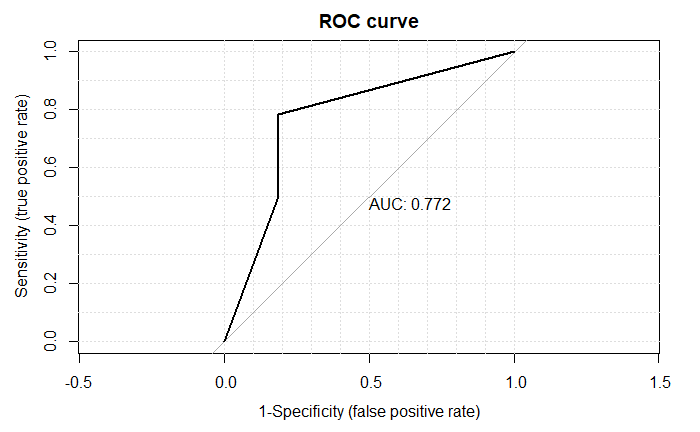 ROC curve
Sensitivity (true positive rate)
1.0
0.8
0.6
0.4
0.2
0.0
AUC: 0.772
-0.5 0.0 0.5 1.0 1.5
1-Specificity (false positive rate)